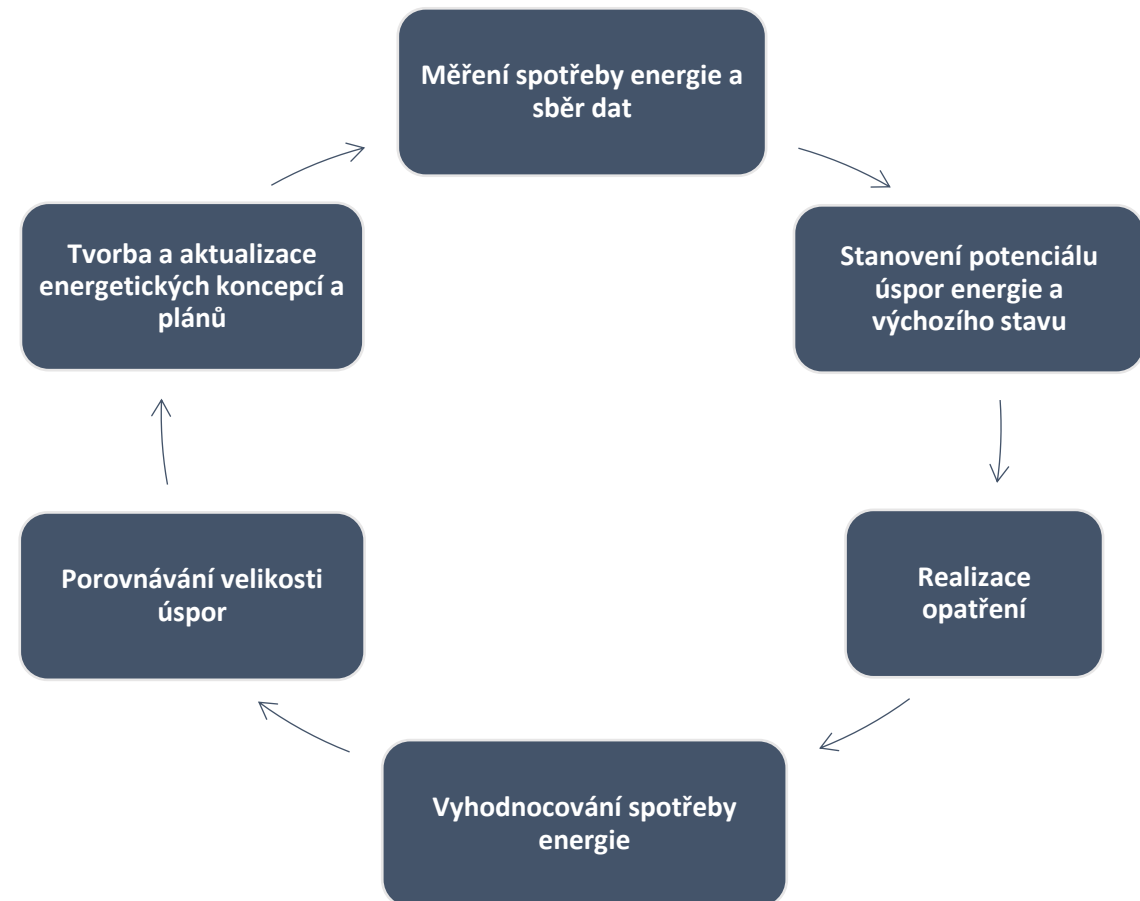 Měření spotřeby energie a
sběr dat
Stanovení potenciálu
úspor energie a
výchozího stavu
Realizace
opatření
Vyhodnocování spotřeby
energie
Porovnávání velikosti
úspor
Tvorba a aktualizace
energetických koncepcí a
plánů